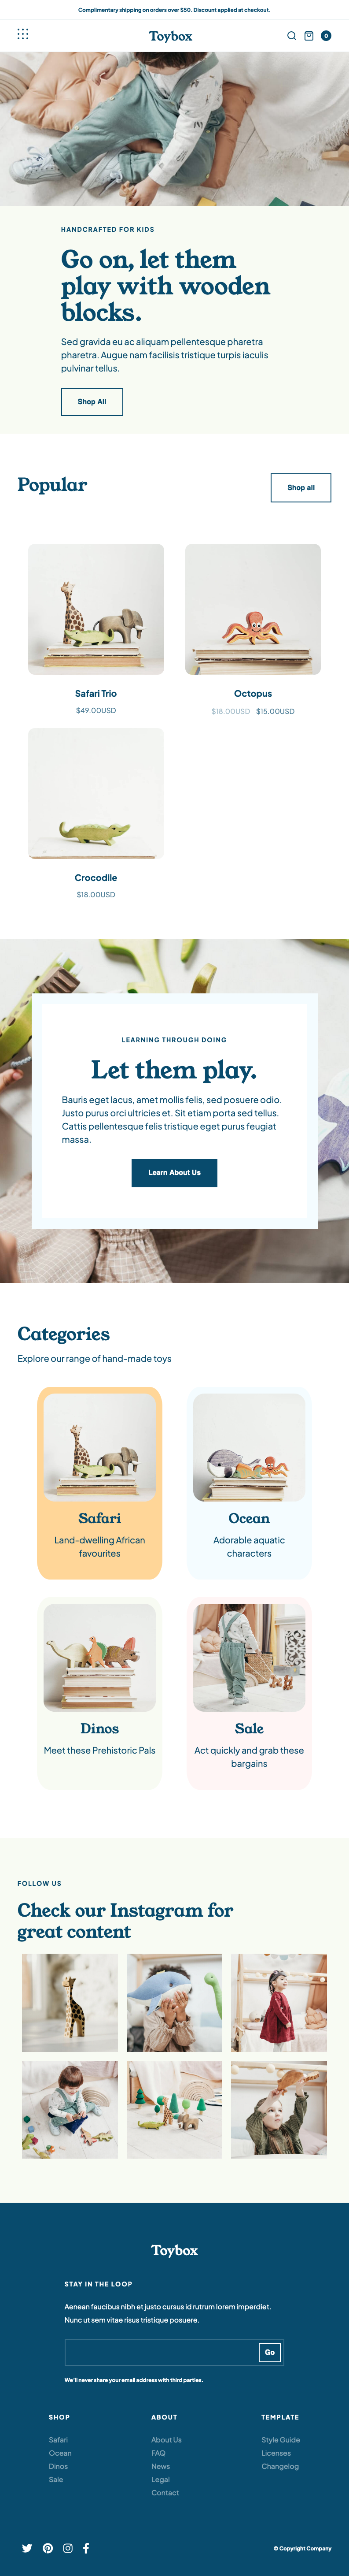 Complimentary shipping on orders over $50. Discount applied at checkout.
Toybox
0
HANDCRAFTED FOR KIDS
Go on, let them
play with wooden
blocks.
Sed gravida eu ac aliquam pellentesque pharetra
pharetra. Augue nam facilisis tristique turpis iaculis
pulvinar tellus.
Shop All
Popular
Shop all
Safari Trio
$49.00USD
Octopus
$18.00USD $15.00USD
Crocodile
$18.00USD
LEARNING THROUGH DOING
Let them play.
Bauris eget lacus, amet mollis felis, sed posuere odio.
Justo purus orci ultricies et. Sit etiam porta sed tellus.
Cattis pellentesque felis tristique eget purus feugiat
massa.
Learn About Us
Categories
Explore our range of hand-made toys
Safari
Land-dwelling African
favourites
Ocean
Adorable aquatic
characters
Dinos
Meet these Prehistoric Pals
Sale
Act quickly and grab these
bargains
FOLLOW US
Check our Instagram for
great content
Toybox
STAY IN THE LOOP
Aenean faucibus nibh et justo cursus id rutrum lorem imperdiet.
Nunc ut sem vitae risus tristique posuere.
Go
We'll never share your email address with third parties.
SHOP
Safari
Ocean
Dinos
Sale
ABOUT
About Us
FAQ
News
Legal
Contact
TEMPLATE
Style Guide
Licenses
Changelog
© Copyright Company